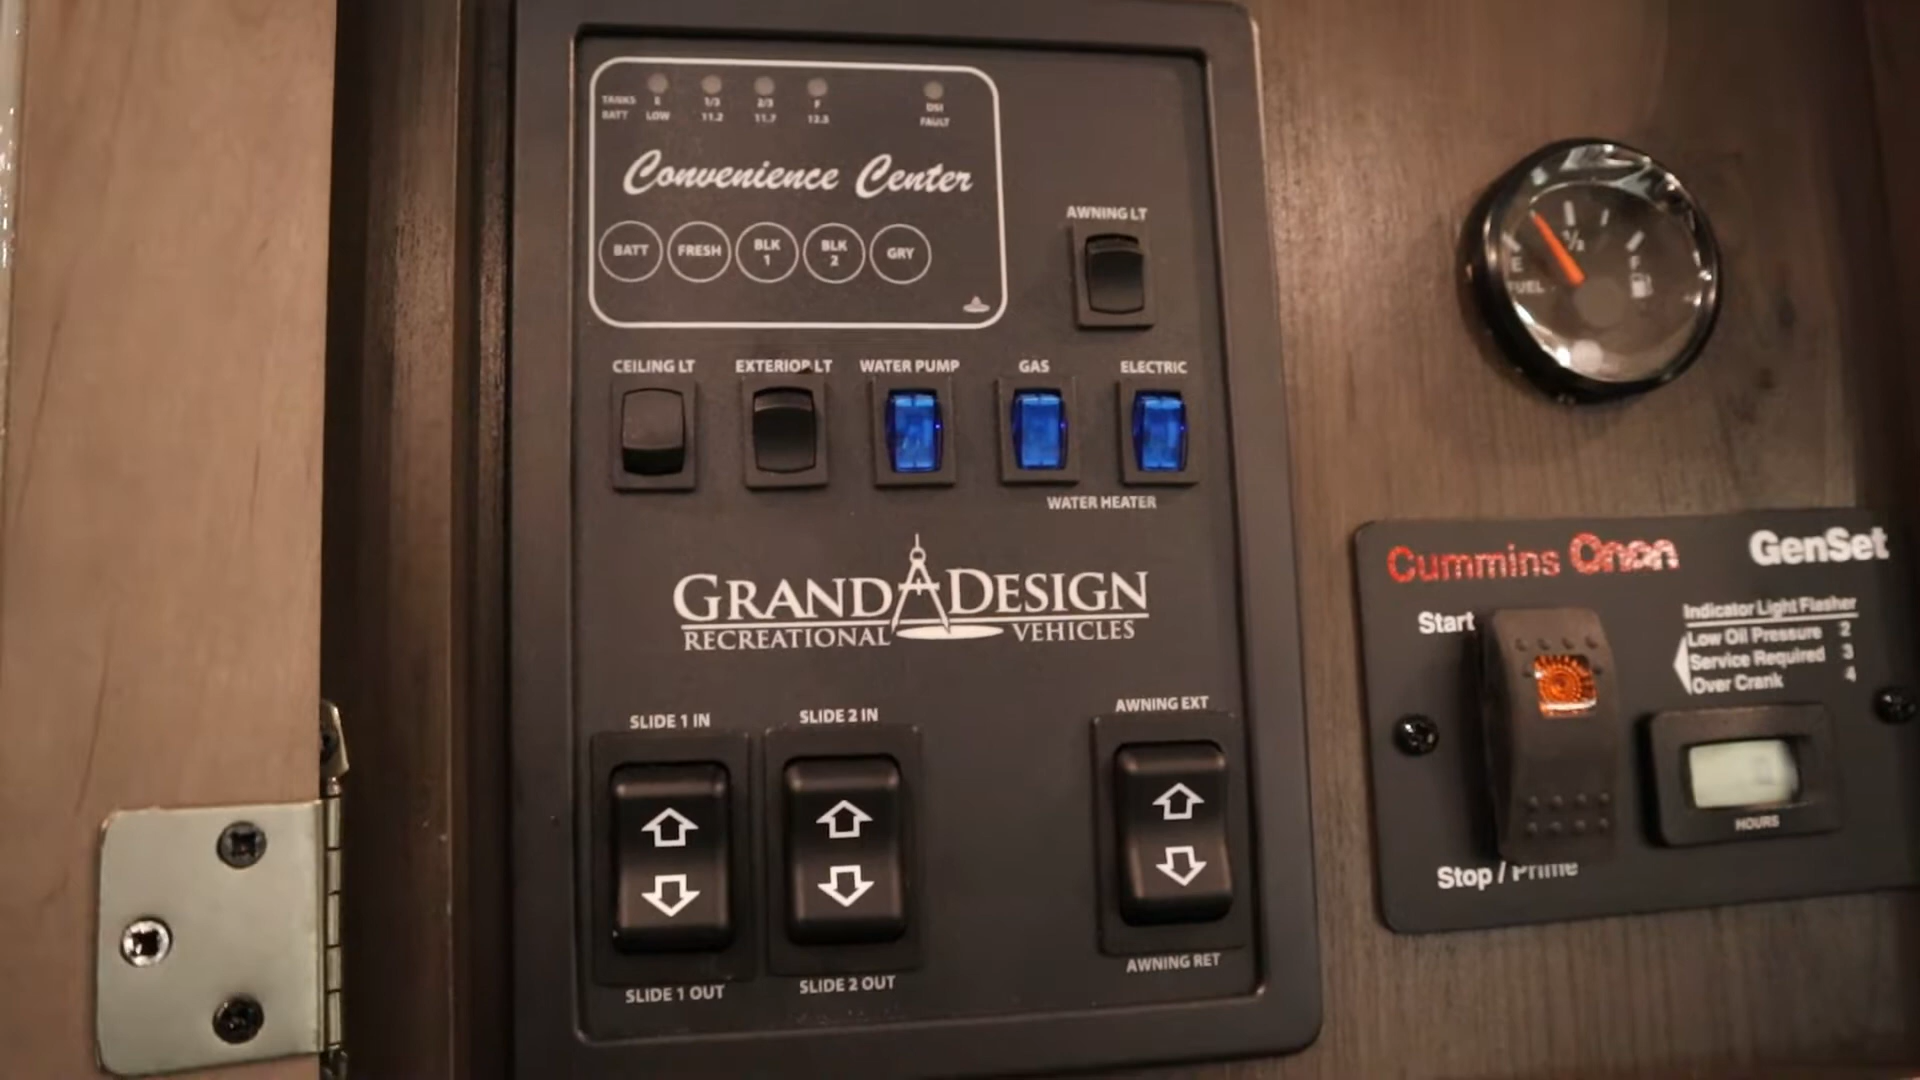 TANKS E 1/3 2/3 F DSI
BATT LOW 11.2 11.7 12.3 FAULT
Convenience Center
BATT FRESH BLK 1 BLK 2 GRY
AWNING LT
CEILING LT EXTERIOR LT WATER PUMP GAS ELECTRIC
WATER HEATER
GRAND DESIGN
RECREATIONAL VEHICLES
SLIDE 1 IN SLIDE 2 IN AWNING EXT
SLIDE 1 OUT SLIDE 2 OUT AWNING RET
E 1/2 F
FUEL
Cummins Onan GenSet
Start
Indicator Light Flasher
Low Oil Pressure 2
Service Required 3
Over Crank 4
HOURS
Stop / Prime